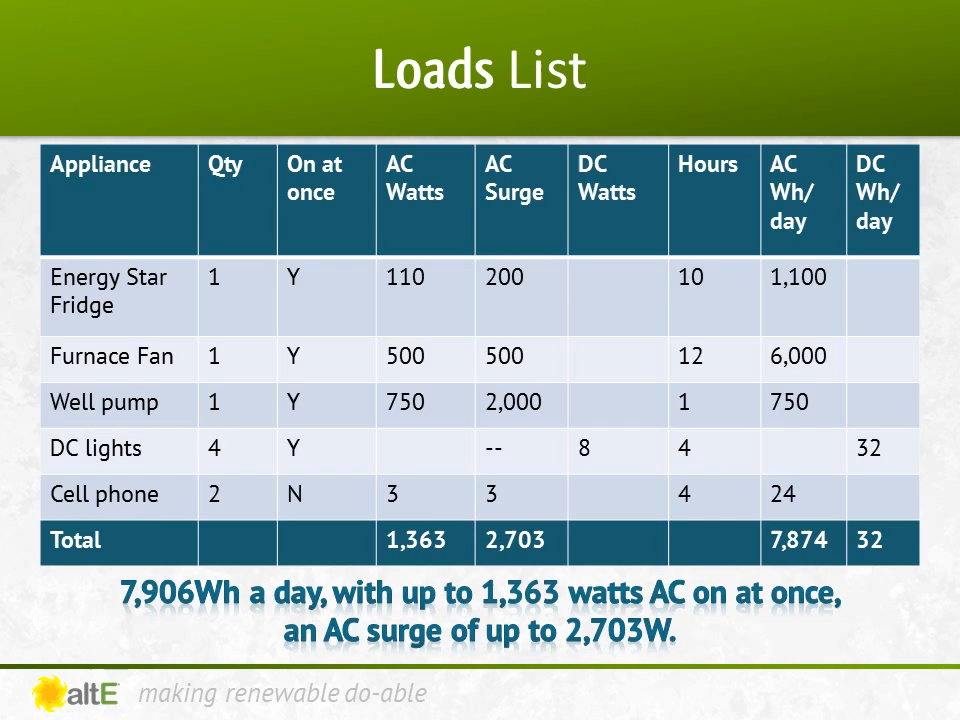 Loads List
Appliance Qty On at once AC Watts AC Surge DC Watts Hours AC Wh/ day DC Wh/ day
Energy Star Fridge 1 Y 110 200 10 1,100
Furnace Fan 1 Y 500 500 12 6,000
Well pump 1 Y 750 2,000 1 750
DC lights 4 Y -- 8 4 32
Cell phone 2 N 3 3 4 24
Total 1,363 2,703 7,874 32
7,906Wh a day, with up to 1,363 watts AC on at once,
an AC surge of up to 2,703W.
altE making renewable do-able